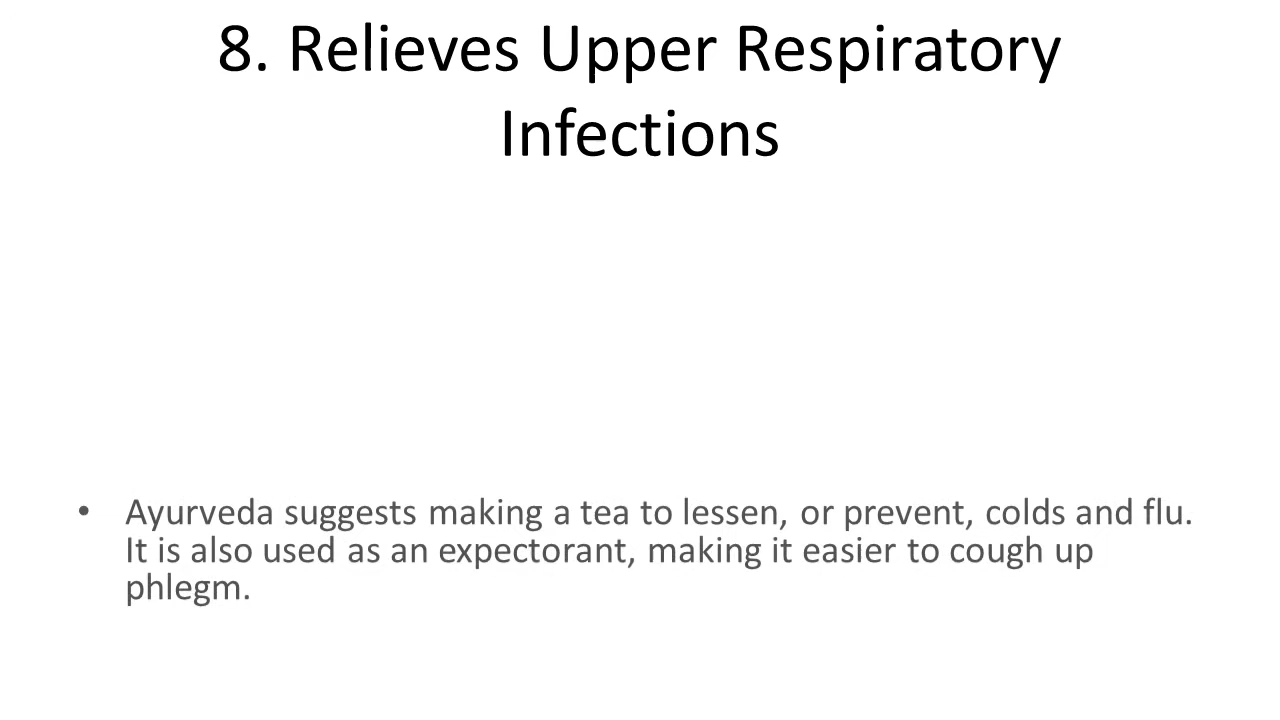 8. Relieves Upper Respiratory
Infections
• Ayurveda suggests making a tea to lessen, or prevent, colds and flu.
It is also used as an expectorant, making it easier to cough up
phlegm.